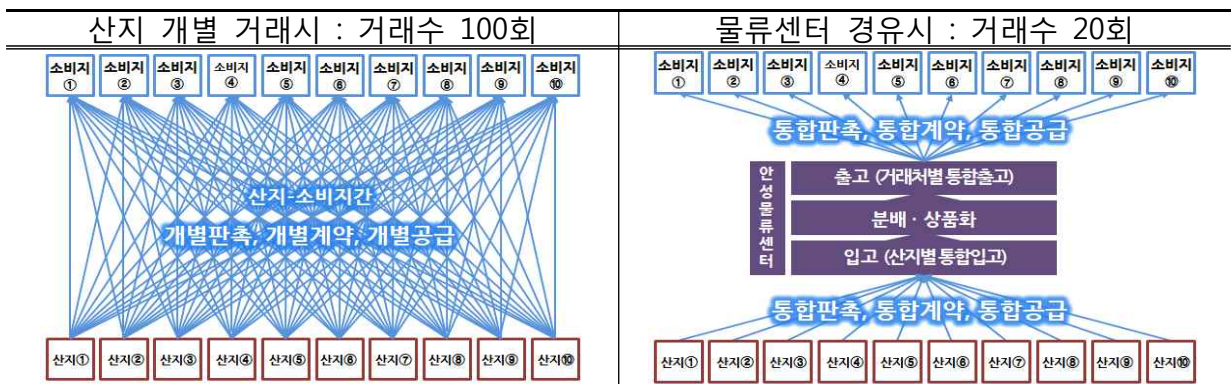 산지 개별 거래시 : 거래수 100회
소비지 ① 소비지 ② 소비지 ③ 소비지 ④ 소비지 ⑤ 소비지 ⑥ 소비지 ⑦ 소비지 ⑧ 소비지 ⑨ 소비지 ⑩
산지-소비지간
개별판촉, 개별계약, 개별공급
산지① 산지② 산지③ 산지④ 산지⑤ 산지⑥ 산지⑦ 산지⑧ 산지⑨ 산지⑩
물류센터 경유시 : 거래수 20회
소비지 ① 소비지 ② 소비지 ③ 소비지 ④ 소비지 ⑤ 소비지 ⑥ 소비지 ⑦ 소비지 ⑧ 소비지 ⑨ 소비지 ⑩
통합판촉, 통합계약, 통합공급
안성물류센터
출고 (거래처별 통합출고)
분배 · 상품화
입고 (산지별 통합입고)
통합판촉, 통합계약, 통합공급
산지① 산지② 산지③ 산지④ 산지⑤ 산지⑥ 산지⑦ 산지⑧ 산지⑨ 산지⑩